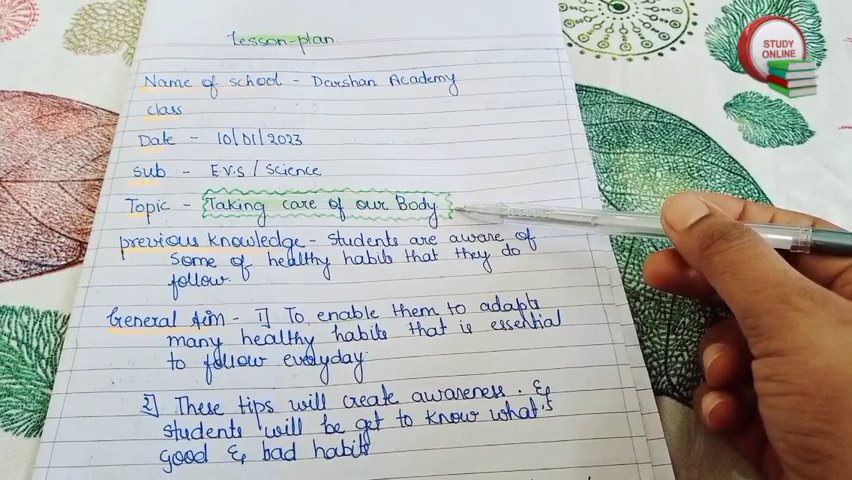 Lesson-plan
Name of school - Darshan Academy
class
Date - 10/01/2023
Sub - E.V.S / Science
Topic - Taking care of our Body
previous knowledge - Students are aware of
Some of healthy habits that they do
follow.
General Aim - 1] To enable them to adapts
many healthy habits that is essential
to follow everyday.
2] These tips will create awareness. &
students will be get to know what's
good & bad habits
STUDY
ONLINE